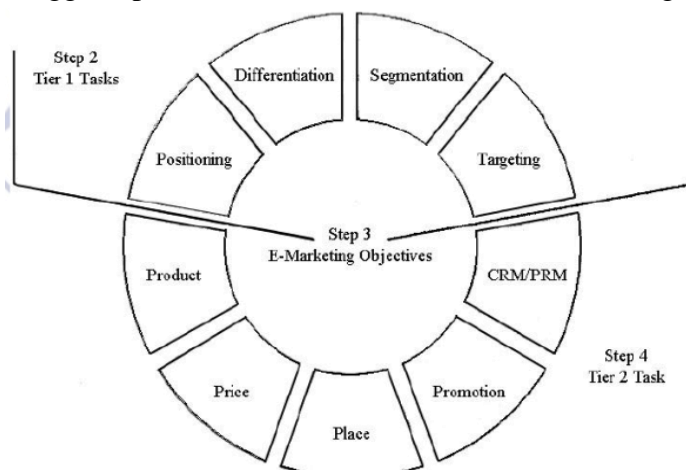 Step 2
Tier 1 Tasks
Differentiation
Segmentation
Positioning
Targeting
Step 3
E-Marketing Objectives
Product
CRM/PRM
Step 4
Tier 2 Task
Price
Promotion
Place